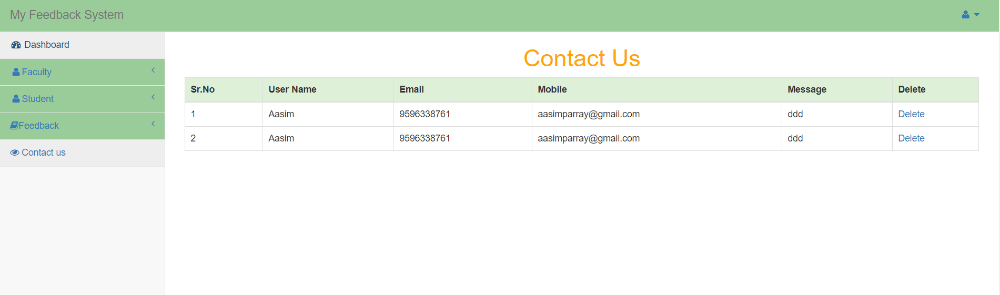 My Feedback System
Dashboard
Faculty
Student
Feedback
Contact us
Contact Us
Sr.No User Name Email Mobile Message Delete
1 Aasim 9596338761 aasimparray@gmail.com ddd Delete
2 Aasim 9596338761 aasimparray@gmail.com ddd Delete